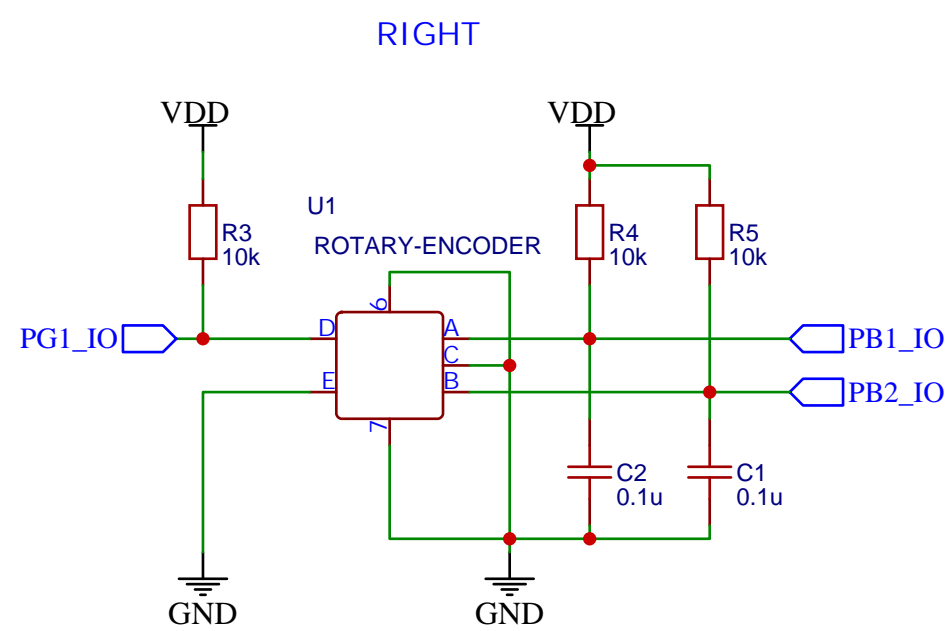 RIGHT
VDD
VDD
U1
ROTARY-ENCODER
R3
10k
R4
10k
R5
10k
6
PG1_IO
D
A
PB1_IO
C
E
B
PB2_IO
7
C2
0.1u
C1
0.1u
GND
GND